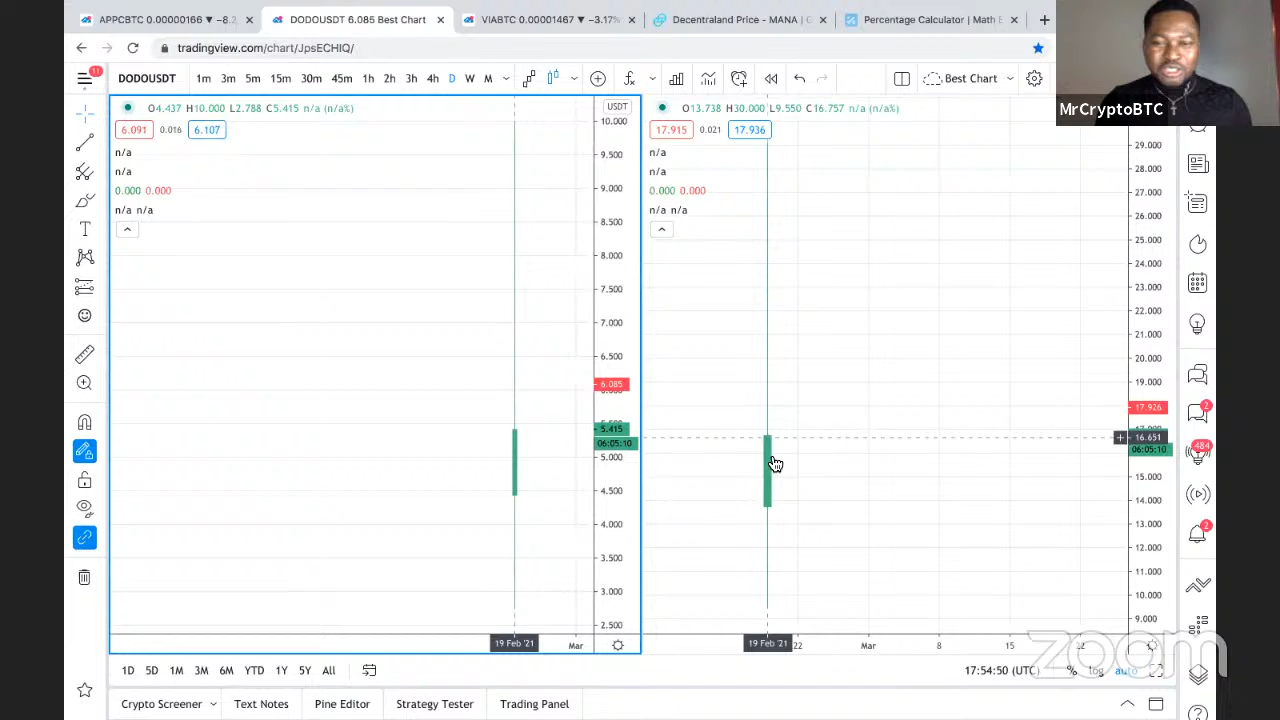 APPCBTC 0.00000166 ▼ −8.2
DODOUSDT 6.085 Best Chart
VIABTC 0.00001467 ▼ −3.17%
Decentraland Price - MANA / G
Percentage Calculator | Math E
tradingview.com/chart/JpsECHIQ/
MrCryptoBTC
11
DODOUSDT 1m 3m 5m 15m 30m 45m 1h 2h 3h 4h D W M
Best Chart
O4.437 H10.000 L2.788 C5.415 n/a (n/a%)
6.091 0.016 6.107
n/a
n/a
0.000 0.000
n/a n/a
USDT
10.000
9.500
9.000
8.500
8.000
7.500
7.000
6.500
6.085
5.415
06:05:10
5.000
4.500
4.000
3.500
3.000
2.500
19 Feb '21
Mar
O13.738 H30.000 L9.550 C16.757 n/a (n/a%)
17.915 0.021 17.936
n/a
n/a
0.000 0.000
n/a n/a
29.000
28.000
27.000
26.000
25.000
24.000
23.000
22.000
21.000
20.000
19.000
17.926
16.651
06:05:10
15.000
14.000
13.000
12.000
11.000
10.000
9.000
19 Feb '21
22
Mar
8
15
22
2
484
2
1D 5D 1M 3M 6M YTD 1Y 5Y All
17:54:50 (UTC)
% log auto
zoom
Crypto Screener Text Notes Pine Editor Strategy Tester Trading Panel